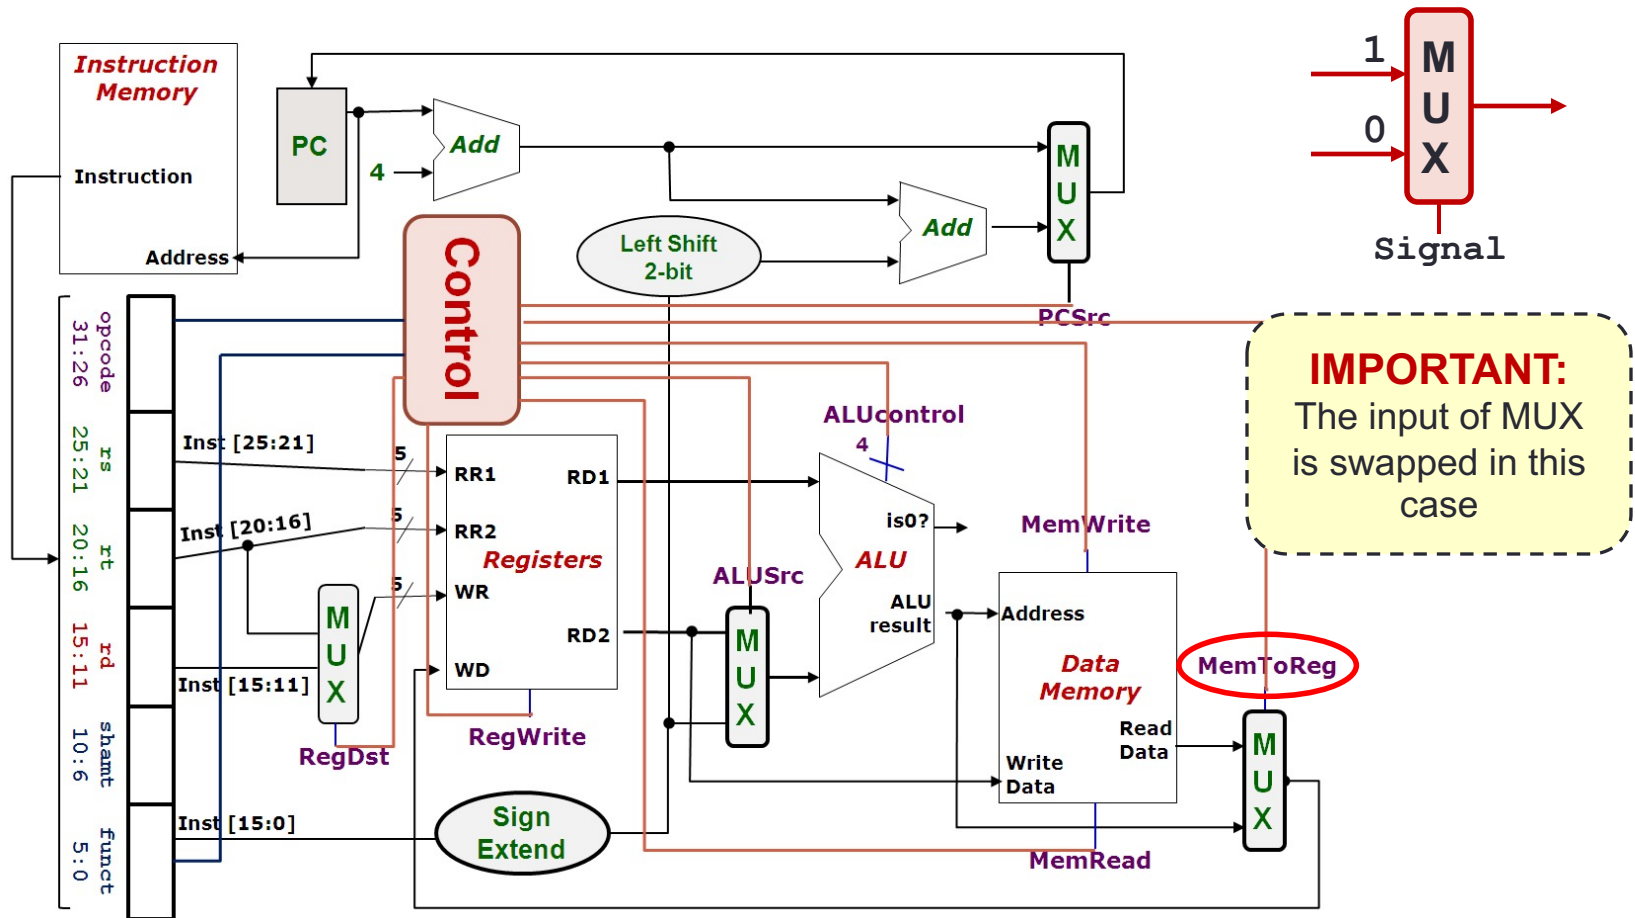 Instruction
Memory
Instruction
Address
PC
4
Add
Left Shift
2-bit
Add
M
U
X
PCSrc
1
0
M
U
X
Signal
Control
IMPORTANT:
The input of MUX
is swapped in this
case
opcode
31:26
rs
25:21
rt
20:16
rd
15:11
shamt
10:6
funct
5:0
Inst [25:21]
5
Inst [20:16]
5
5
M
U
X
Inst [15:11]
RegDst
Inst [15:0]
Sign
Extend
RR1
RR2
WR
WD
Registers
RD1
RD2
RegWrite
ALUSrc
M
U
X
ALUcontrol
4
is0?
ALU
ALU
result
MemWrite
Address
Data
Memory
Read
Data
Write
Data
MemRead
MemToReg
M
U
X